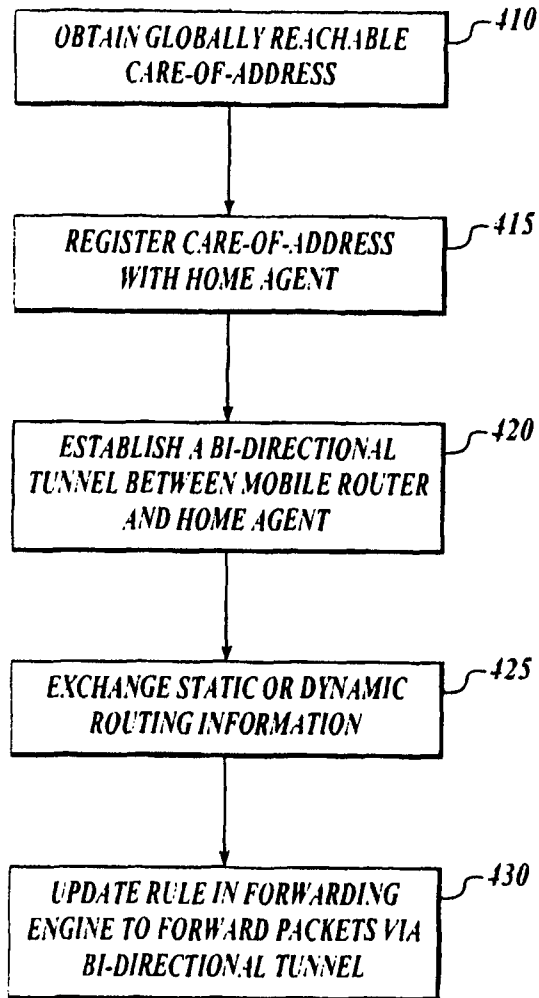 OBTAIN GLOBALLY REACHABLE
CARE-OF-ADDRESS
410
REGISTER CARE-OF-ADDRESS
WITH HOME AGENT
415
ESTABLISH A BI-DIRECTIONAL
TUNNEL BETWEEN MOBILE ROUTER
AND HOME AGENT
420
EXCHANGE STATIC OR DYNAMIC
ROUTING INFORMATION
425
UPDATE RULE IN FORWARDING
ENGINE TO FORWARD PACKETS VIA
BI-DIRECTIONAL TUNNEL
430